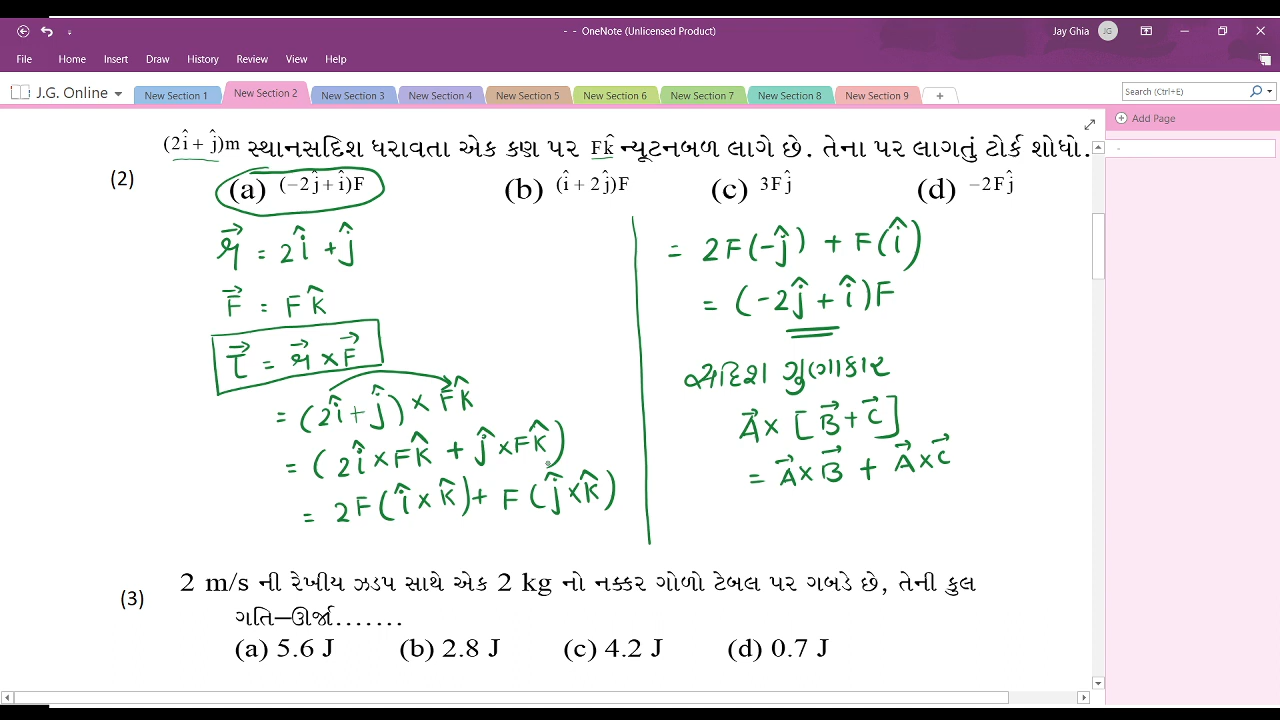 - - OneNote (Unlicensed Product)
Jay Ghia JG
File Home Insert Draw History Review View Help
J.G. Online New Section 1 New Section 2 New Section 3 New Section 4 New Section 5 New Section 6 New Section 7 New Section 8 New Section 9 + Search (Ctrl+E)
Add Page
(2î + ĵ)m સ્થાનસદિશ ધરાવતા એક કણ પર Fk̂ ન્યૂટનબળ લાગે છે. તેના પર લાગતું ટોર્ક શોધો.
(2) (a) (−2ĵ + î)F (b) (î + 2ĵ)F (c) 3Fĵ (d) −2Fĵ
r⃗ = 2î + ĵ
F⃗ = F k̂
τ⃗ = r⃗ × F⃗
= (2î + ĵ) × F k̂
= (2î × F k̂ + ĵ × F k̂)
= 2F (î × k̂) + F (ĵ × k̂)
= 2F(−ĵ) + F(î)
= (−2ĵ + î)F
સદિશ ગુણાકાર
A⃗ × [B⃗ + C⃗]
= A⃗ × B⃗ + A⃗ × C⃗
(3) 2 m/s ની રેખીય ઝડપ સાથે એક 2 kg નો નક્કર ગોળો ટેબલ પર ગબડે છે, તેની કુલ
ગતિ−ઊર્જા.......
(a) 5.6 J (b) 2.8 J (c) 4.2 J (d) 0.7 J